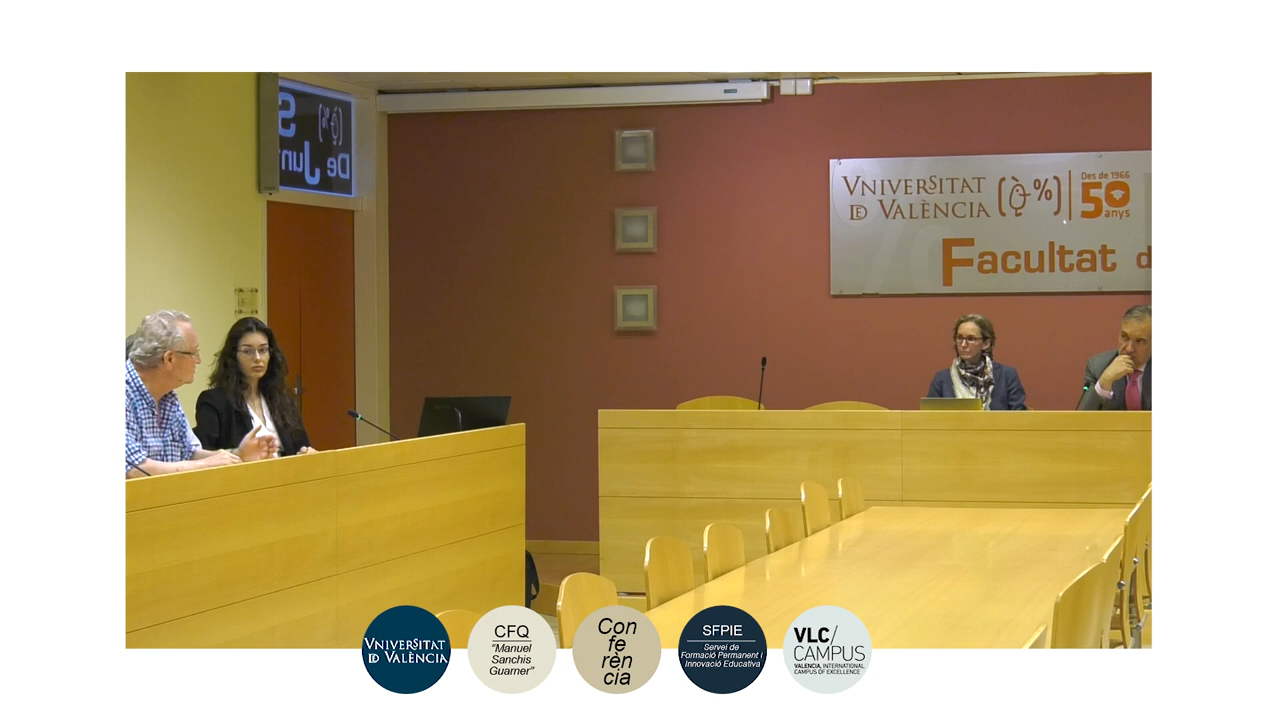 S
De Jun
VNIVERSITAT
DE VALÈNCIA
Des de 1966
50
anys
Facultat d
VNIVERSITAT
DE VALÈNCIA
CFQ
"Manuel
Sanchis
Guarner"
Con
fe
rèn
cia
SFPIE
Servei de
Formació Permanent i
Innovació Educativa
VLC/
CAMPUS
VALENCIA, INTERNATIONAL
CAMPUS OF EXCELLENCE